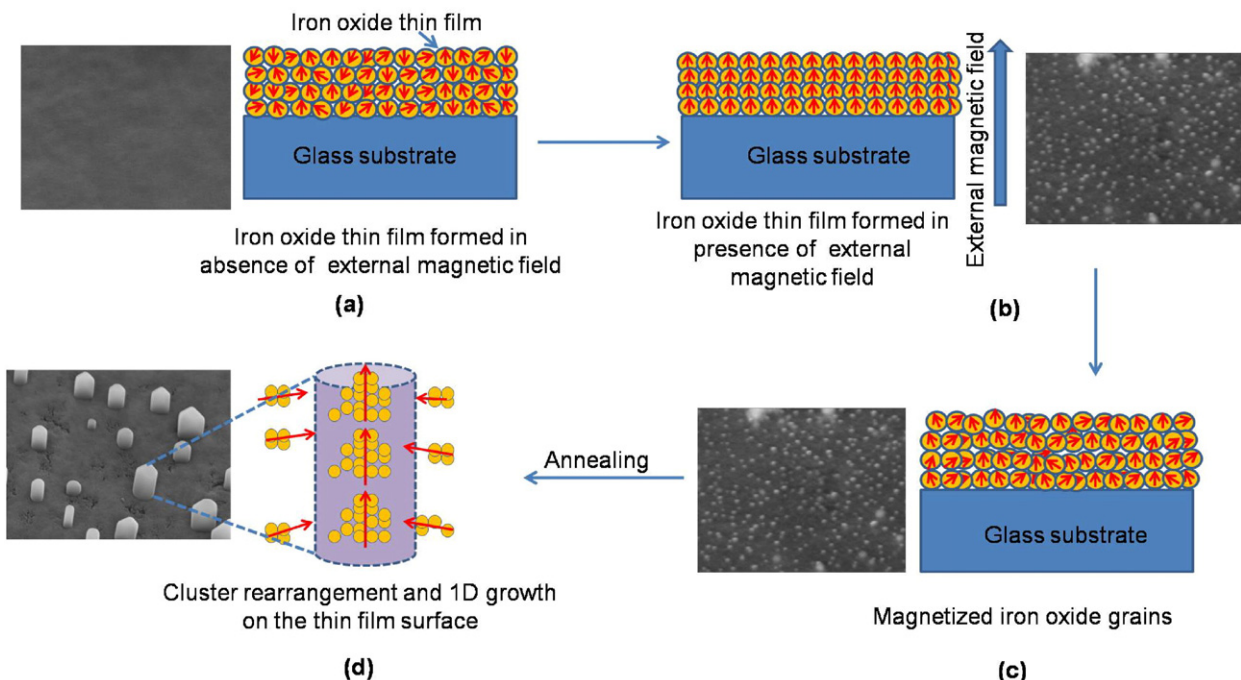 Iron oxide thin film
Glass substrate
Iron oxide thin film formed in
absence of external magnetic field
(a)
Glass substrate
Iron oxide thin film formed in
presence of external
magnetic field
External magnetic field
(b)
Annealing
Glass substrate
Magnetized iron oxide grains
(c)
Cluster rearrangement and 1D growth
on the thin film surface
(d)